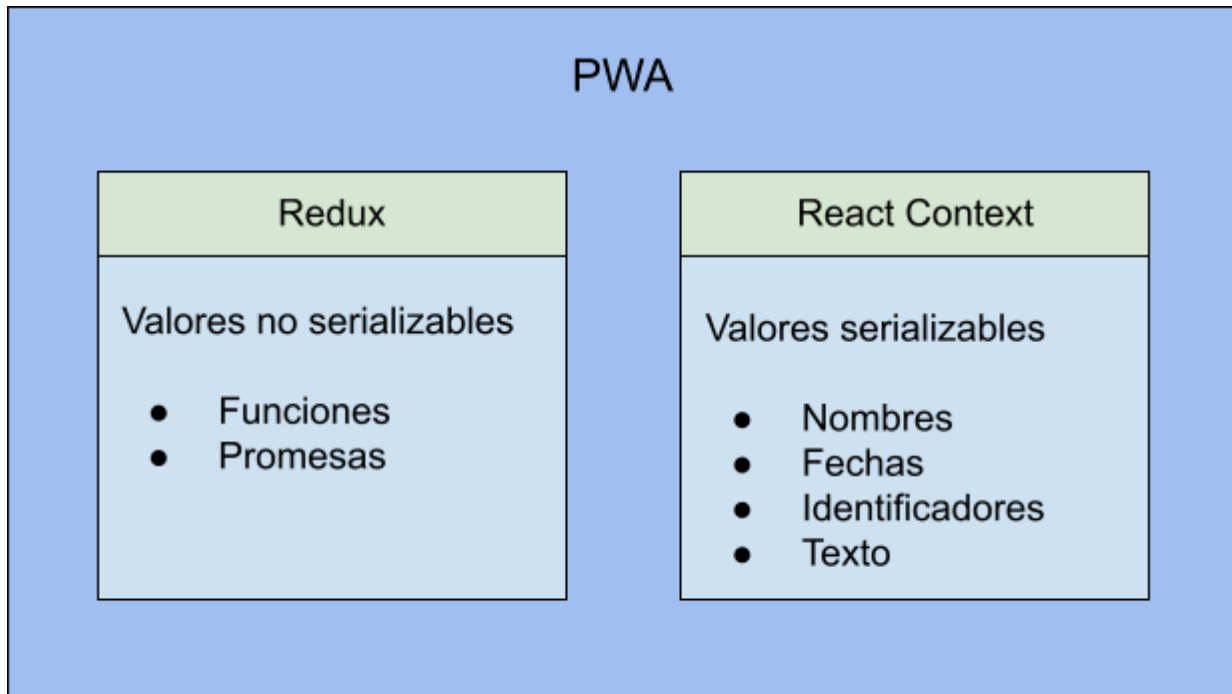 PWA
Redux
Valores no serializables
● Funciones
● Promesas
React Context
Valores serializables
● Nombres
● Fechas
● Identificadores
● Texto